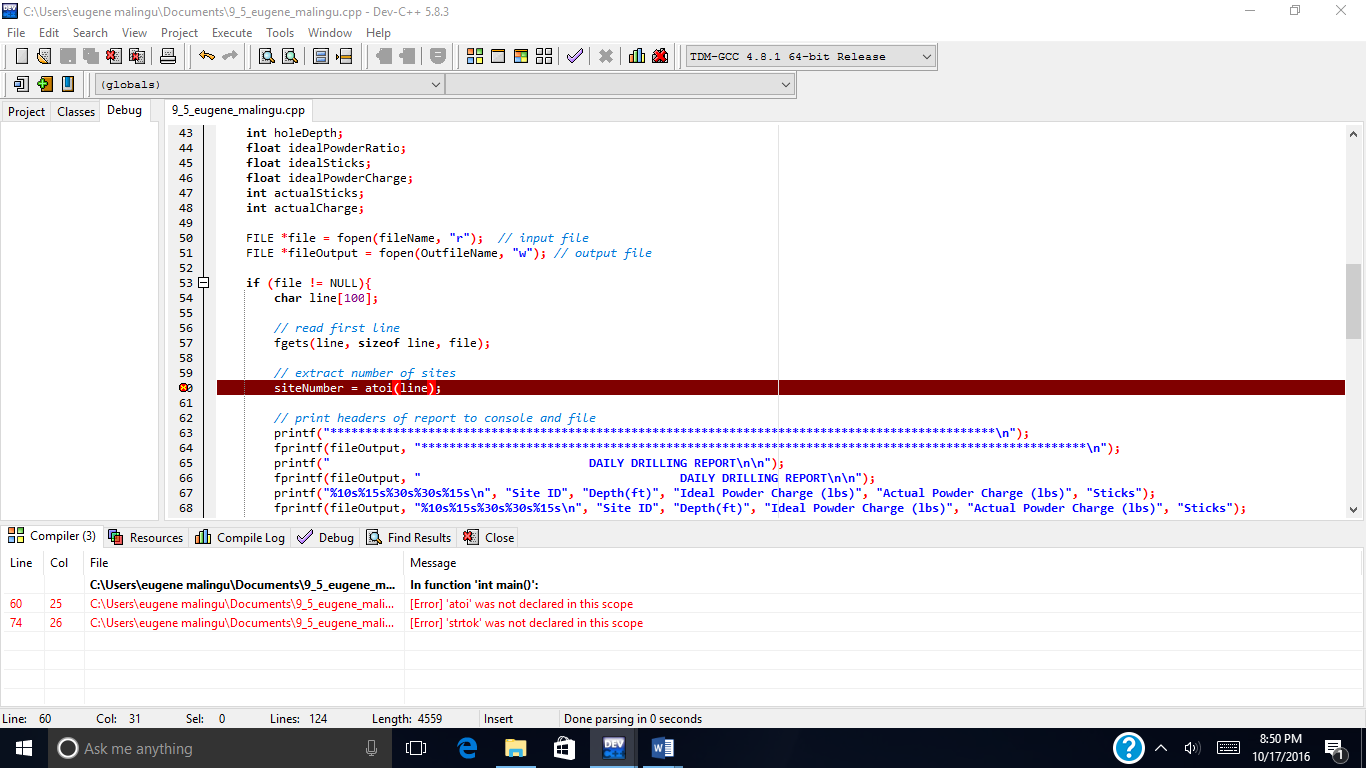 C:\Users\eugene malingu\Documents\9_5_eugene_malingu.cpp - Dev-C++ 5.8.3
File Edit Search View Project Execute Tools Window Help
TDM-GCC 4.8.1 64-bit Release
(globals)
Project Classes Debug 9_5_eugene_malingu.cpp
43 int holeDepth;
44 float idealPowderRatio;
45 float idealSticks;
46 float idealPowderCharge;
47 int actualSticks;
48 int actualCharge;
49
50 FILE *file = fopen(fileName, "r"); // input file
51 FILE *fileOutput = fopen(OutfileName, "w"); // output file
52
53 if (file != NULL){
54 char line[100];
55
56 // read first line
57 fgets(line, sizeof line, file);
58
59 // extract number of sites
siteNumber = atoi(line);
61
62 // print headers of report to console and file
63 printf("***********************************************************************************************\n");
64 fprintf(fileOutput, "***********************************************************************************************\n");
65 printf(" DAILY DRILLING REPORT\n\n");
66 fprintf(fileOutput, " DAILY DRILLING REPORT\n\n");
67 printf("%10s%15s%30s%30s%15s\n", "Site ID", "Depth(ft)", "Ideal Powder Charge (lbs)", "Actual Powder Charge (lbs)", "Sticks");
68 fprintf(fileOutput, "%10s%15s%30s%30s%15s\n", "Site ID", "Depth(ft)", "Ideal Powder Charge (lbs)", "Actual Powder Charge (lbs)", "Sticks");
Compiler (3) Resources Compile Log Debug Find Results Close
Line Col File Message
C:\Users\eugene malingu\Documents\9_5_eugene_m... In function 'int main()':
60 25 C:\Users\eugene malingu\Documents\9_5_eugene_mali... [Error] 'atoi' was not declared in this scope
74 26 C:\Users\eugene malingu\Documents\9_5_eugene_mali... [Error] 'strtok' was not declared in this scope
Line: 60 Col: 31 Sel: 0 Lines: 124 Length: 4559 Insert Done parsing in 0 seconds
Ask me anything
8:50 PM
10/17/2016
1